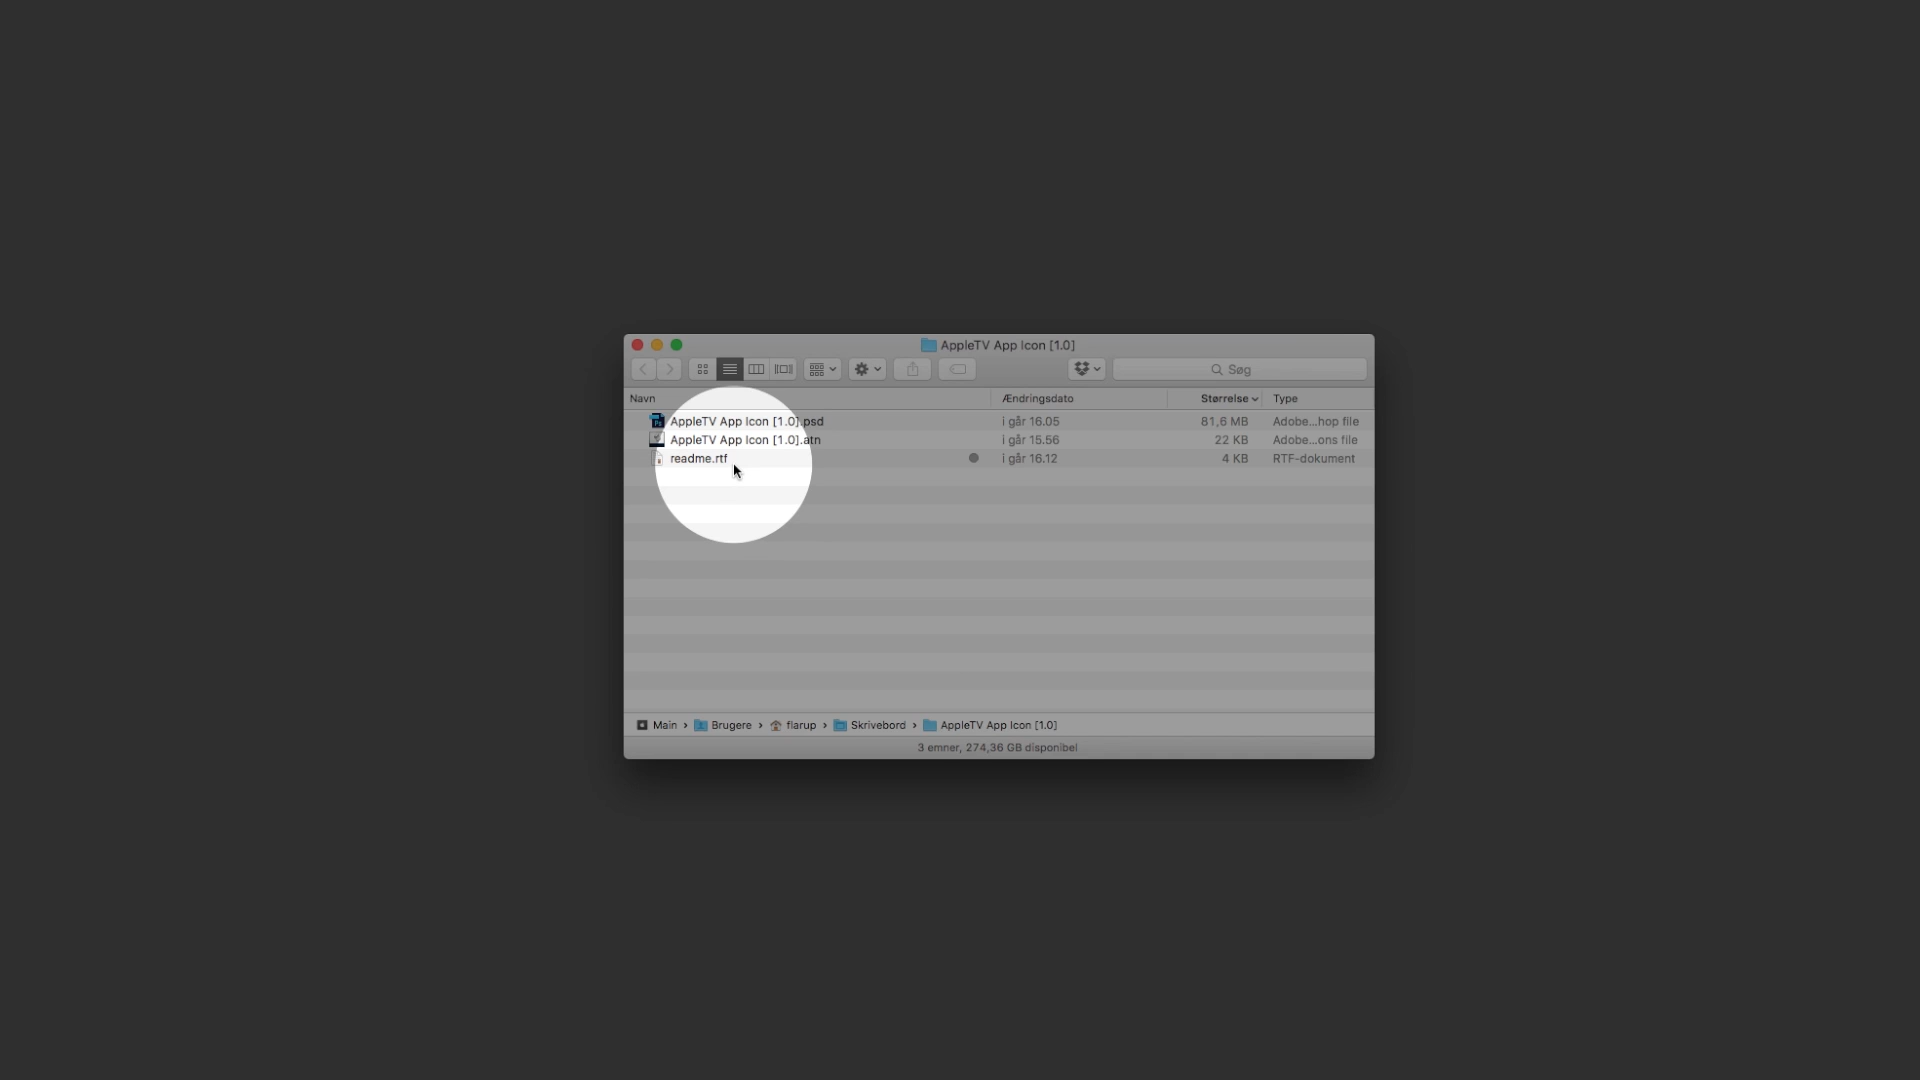 AppleTV App Icon [1.0]
Søg
Navn Ændringsdato Størrelse Type
AppleTV App Icon [1.0].psd i går 16.05 81,6 MB Adobe...hop file
AppleTV App Icon [1.0].atn i går 15.56 22 KB Adobe...ons file
readme.rtf i går 16.12 4 KB RTF-dokument
Main › Brugere › flarup › Skrivebord › AppleTV App Icon [1.0]
3 emner, 274,36 GB disponibel